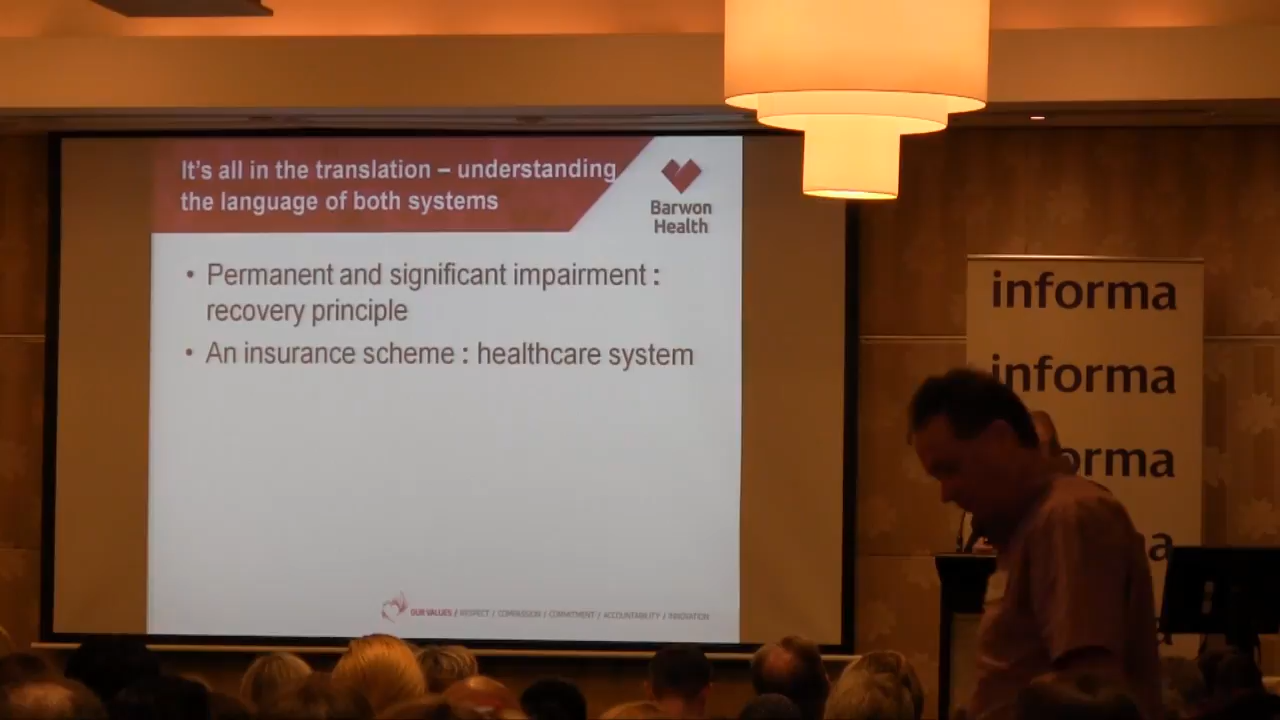 It's all in the translation – understanding
the language of both systems
Barwon
Health
• Permanent and significant impairment :
recovery principle
• An insurance scheme : healthcare system
OUR VALUES / RESPECT / COMPASSION / COMMITMENT / ACCOUNTABILITY / INNOVATION
informa
informa
orma
a